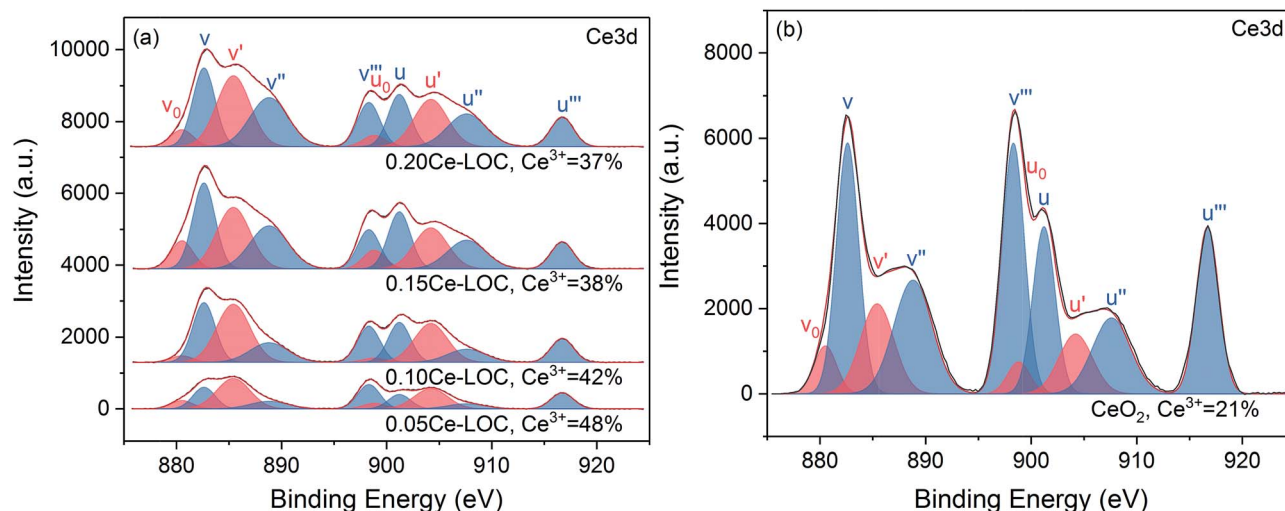 (a)
Ce3d
v
v'
v''
v0
v'''
u0
u
u'
u''
u'''
10000
8000
6000
4000
2000
0
0.20Ce-LOC, Ce³⁺=37%
0.15Ce-LOC, Ce³⁺=38%
0.10Ce-LOC, Ce³⁺=42%
0.05Ce-LOC, Ce³⁺=48%
880 890 900 910 920
Binding Energy (eV)
Intensity (a.u.)
(b)
Ce3d
v
v'''
u0
u
u'''
v'
v''
v0
u'
u''
8000
6000
4000
2000
0
CeO₂, Ce³⁺=21%
880 890 900 910 920
Binding Energy (eV)
Intensity (a.u.)